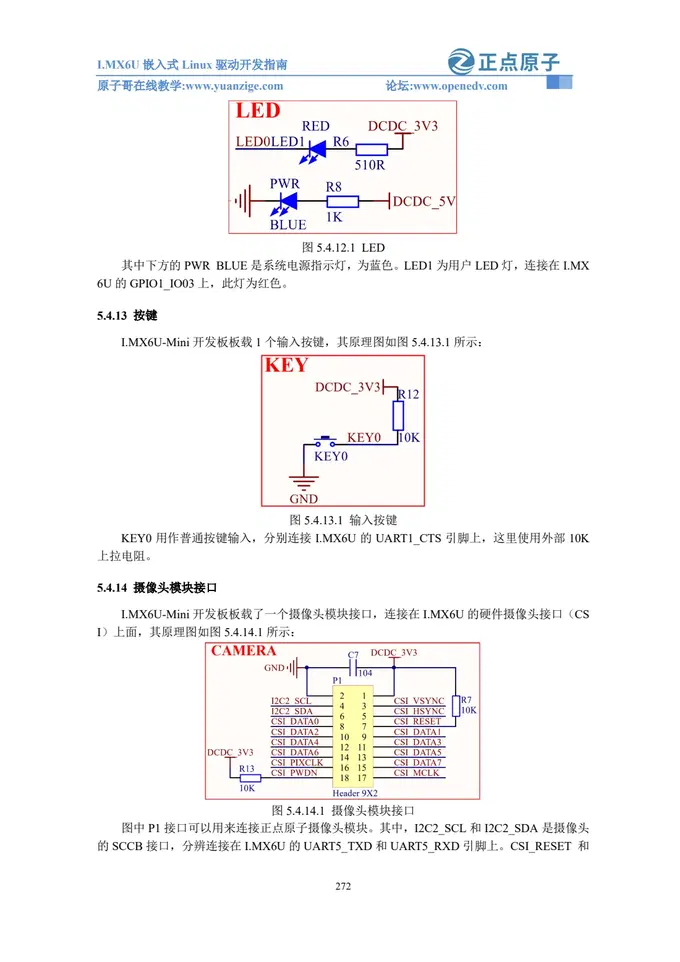 I.MX6U 嵌入式 Linux 驱动开发指南
正点原子
原子哥在线教学:www.yuanzige.com 论坛:www.openedv.com
LED
RED DCDC_3V3
LED0LED1 R6
510R
PWR R8
DCDC_5V
1K
BLUE
图 5.4.12.1 LED
其中下方的 PWR BLUE 是系统电源指示灯，为蓝色。LED1 为用户 LED 灯，连接在 I.MX
6U 的 GPIO1_IO03 上，此灯为红色。
5.4.13 按键
I.MX6U-Mini 开发板板载 1 个输入按键，其原理图如图 5.4.13.1 所示：
KEY
DCDC_3V3
R12
KEY0 10K
KEY0
GND
图 5.4.13.1 输入按键
KEY0 用作普通按键输入，分别连接 I.MX6U 的 UART1_CTS 引脚上，这里使用外部 10K
上拉电阻。
5.4.14 摄像头模块接口
I.MX6U-Mini 开发板板载了一个摄像头模块接口，连接在 I.MX6U 的硬件摄像头接口（CS
I）上面，其原理图如图 5.4.14.1 所示：
CAMERA
C7 DCDC_3V3
GND 104
P1
2 1
I2C2_SCL 4 3 CSI_VSYNC R7
I2C2_SDA 6 5 CSI_HSYNC 10K
CSI_DATA0 8 7 CSI_RESET
CSI_DATA2 10 9 CSI_DATA1
CSI_DATA4 12 11 CSI_DATA3
DCDC_3V3 CSI_DATA6 14 13 CSI_DATA5
CSI_PIXCLK 16 15 CSI_DATA7
R13 CSI_PWDN 18 17 CSI_MCLK
10K
Header 9X2
图 5.4.14.1 摄像头模块接口
图中 P1 接口可以用来连接正点原子摄像头模块。其中，I2C2_SCL 和 I2C2_SDA 是摄像头
的 SCCB 接口，分辨连接在 I.MX6U 的 UART5_TXD 和 UART5_RXD 引脚上。CSI_RESET 和
272